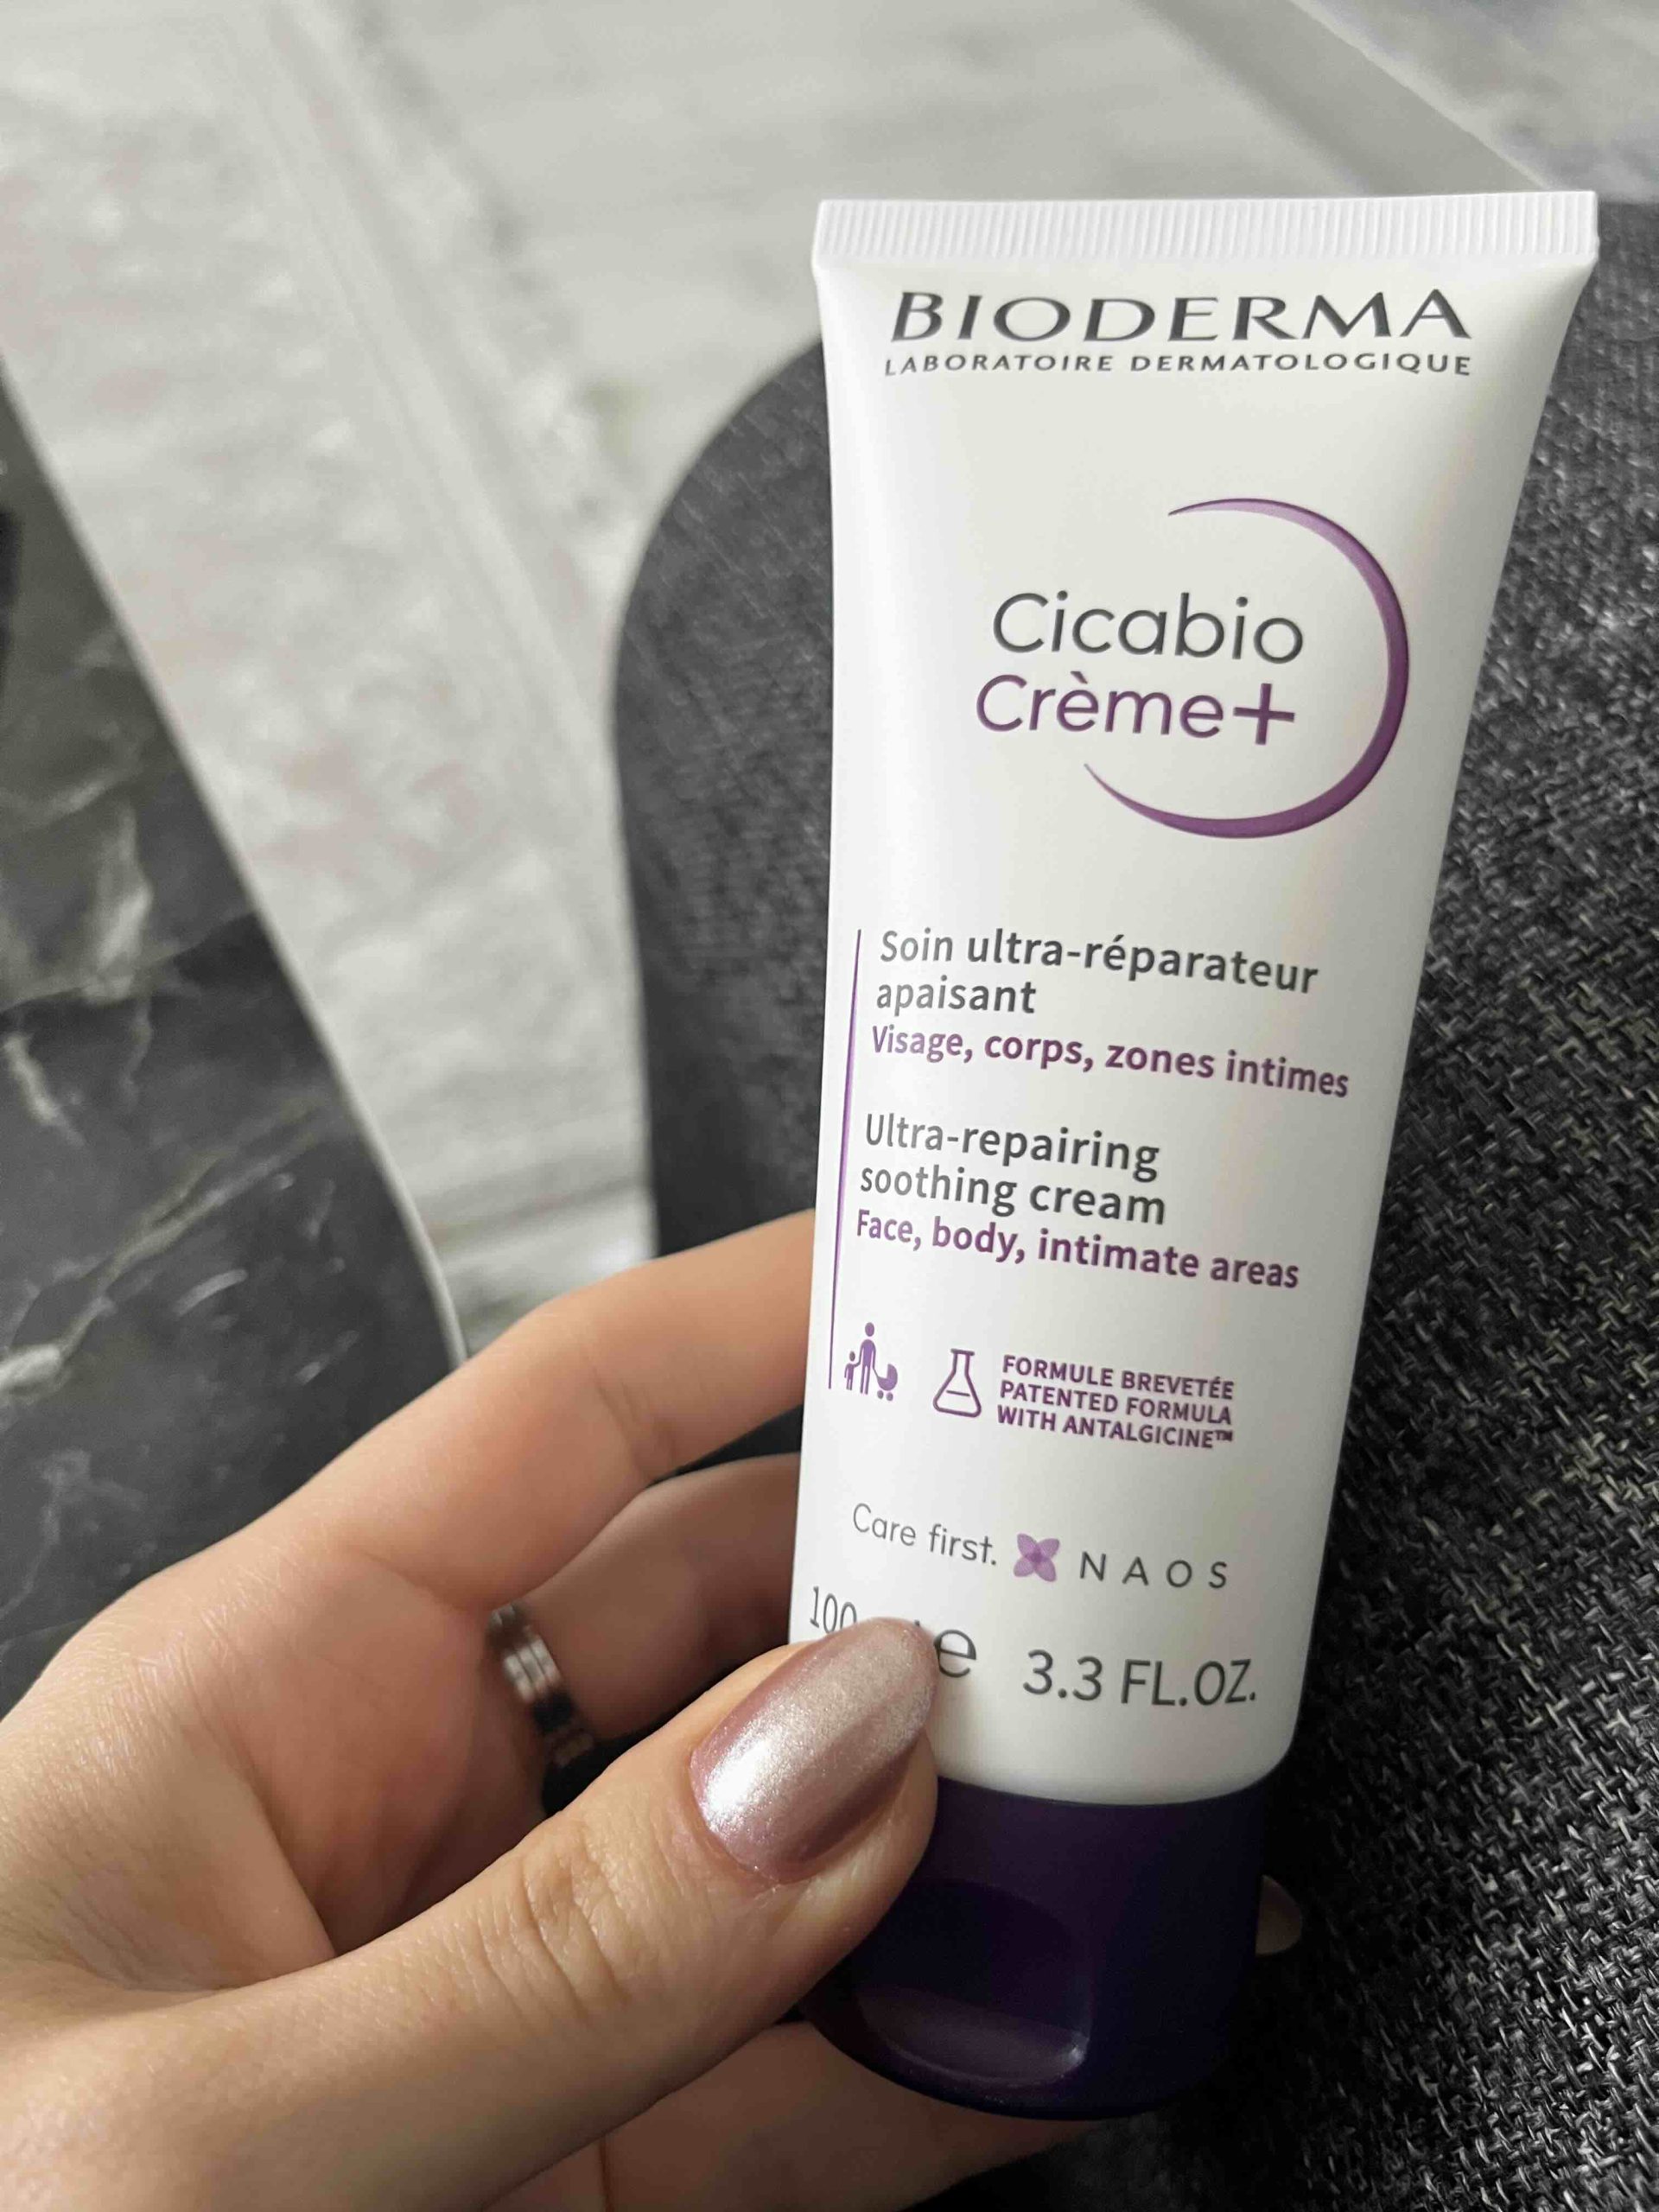 BIODERMA
LABORATOIRE DERMATOLOGIQUE
Cicabio
Crème+
Soin ultra-réparateur
apaisant
Visage, corps, zones intimes
Ultra-repairing
soothing cream
Face, body, intimate areas
FORMULE BREVETÉE
PATENTED FORMULA
WITH ANTALGICINE™
Care first. NAOS
100 e 3.3 FL.OZ.